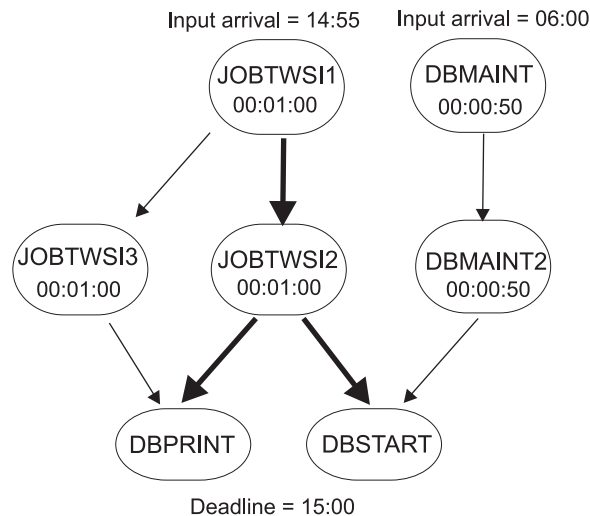 Input arrival = 14:55
Input arrival = 06:00
JOBTWSI1
00:01:00
DBMAINT
00:00:50
JOBTWSI3
00:01:00
JOBTWSI2
00:01:00
DBMAINT2
00:00:50
DBPRINT
DBSTART
Deadline = 15:00